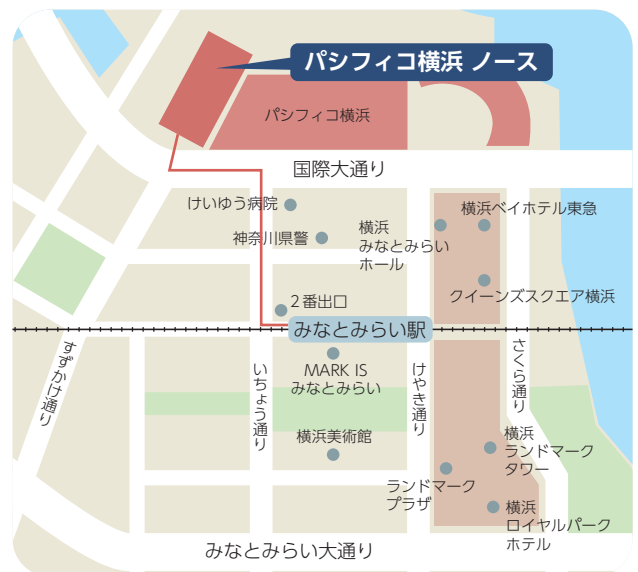 パシフィコ横浜 ノース
パシフィコ横浜
国際大通り
けいゆう病院
神奈川県警
横浜
みなとみらい
ホール
横浜ベイホテル東急
クイーンズスクエア横浜
２番出口
みなとみらい駅
すずかけ通り
いちょう通り
MARK IS
みなとみらい
けやき通り
さくら通り
横浜美術館
横浜
ランドマーク
タワー
ランドマーク
プラザ
横浜
ロイヤルパーク
ホテル
みなとみらい大通り